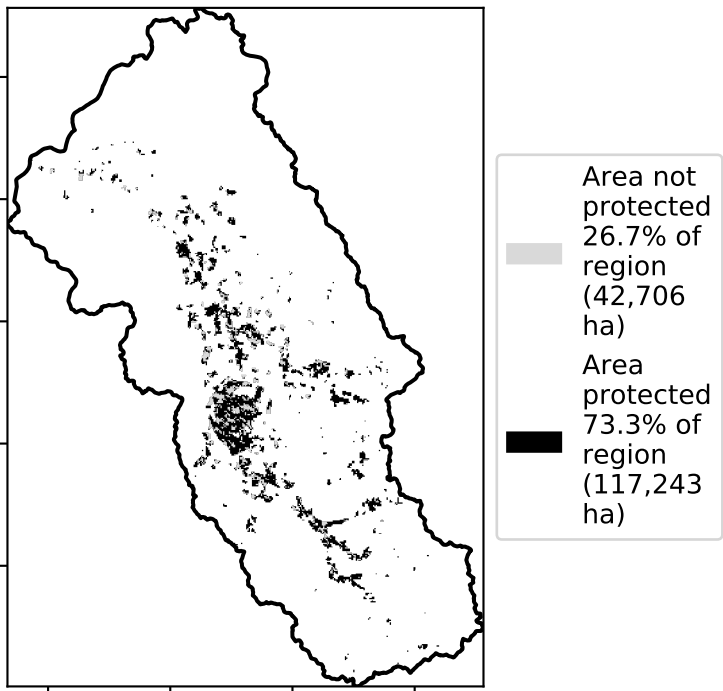 Area not
protected
26.7% of
region
(42,706
ha)
Area
protected
73.3% of
region
(117,243
ha)